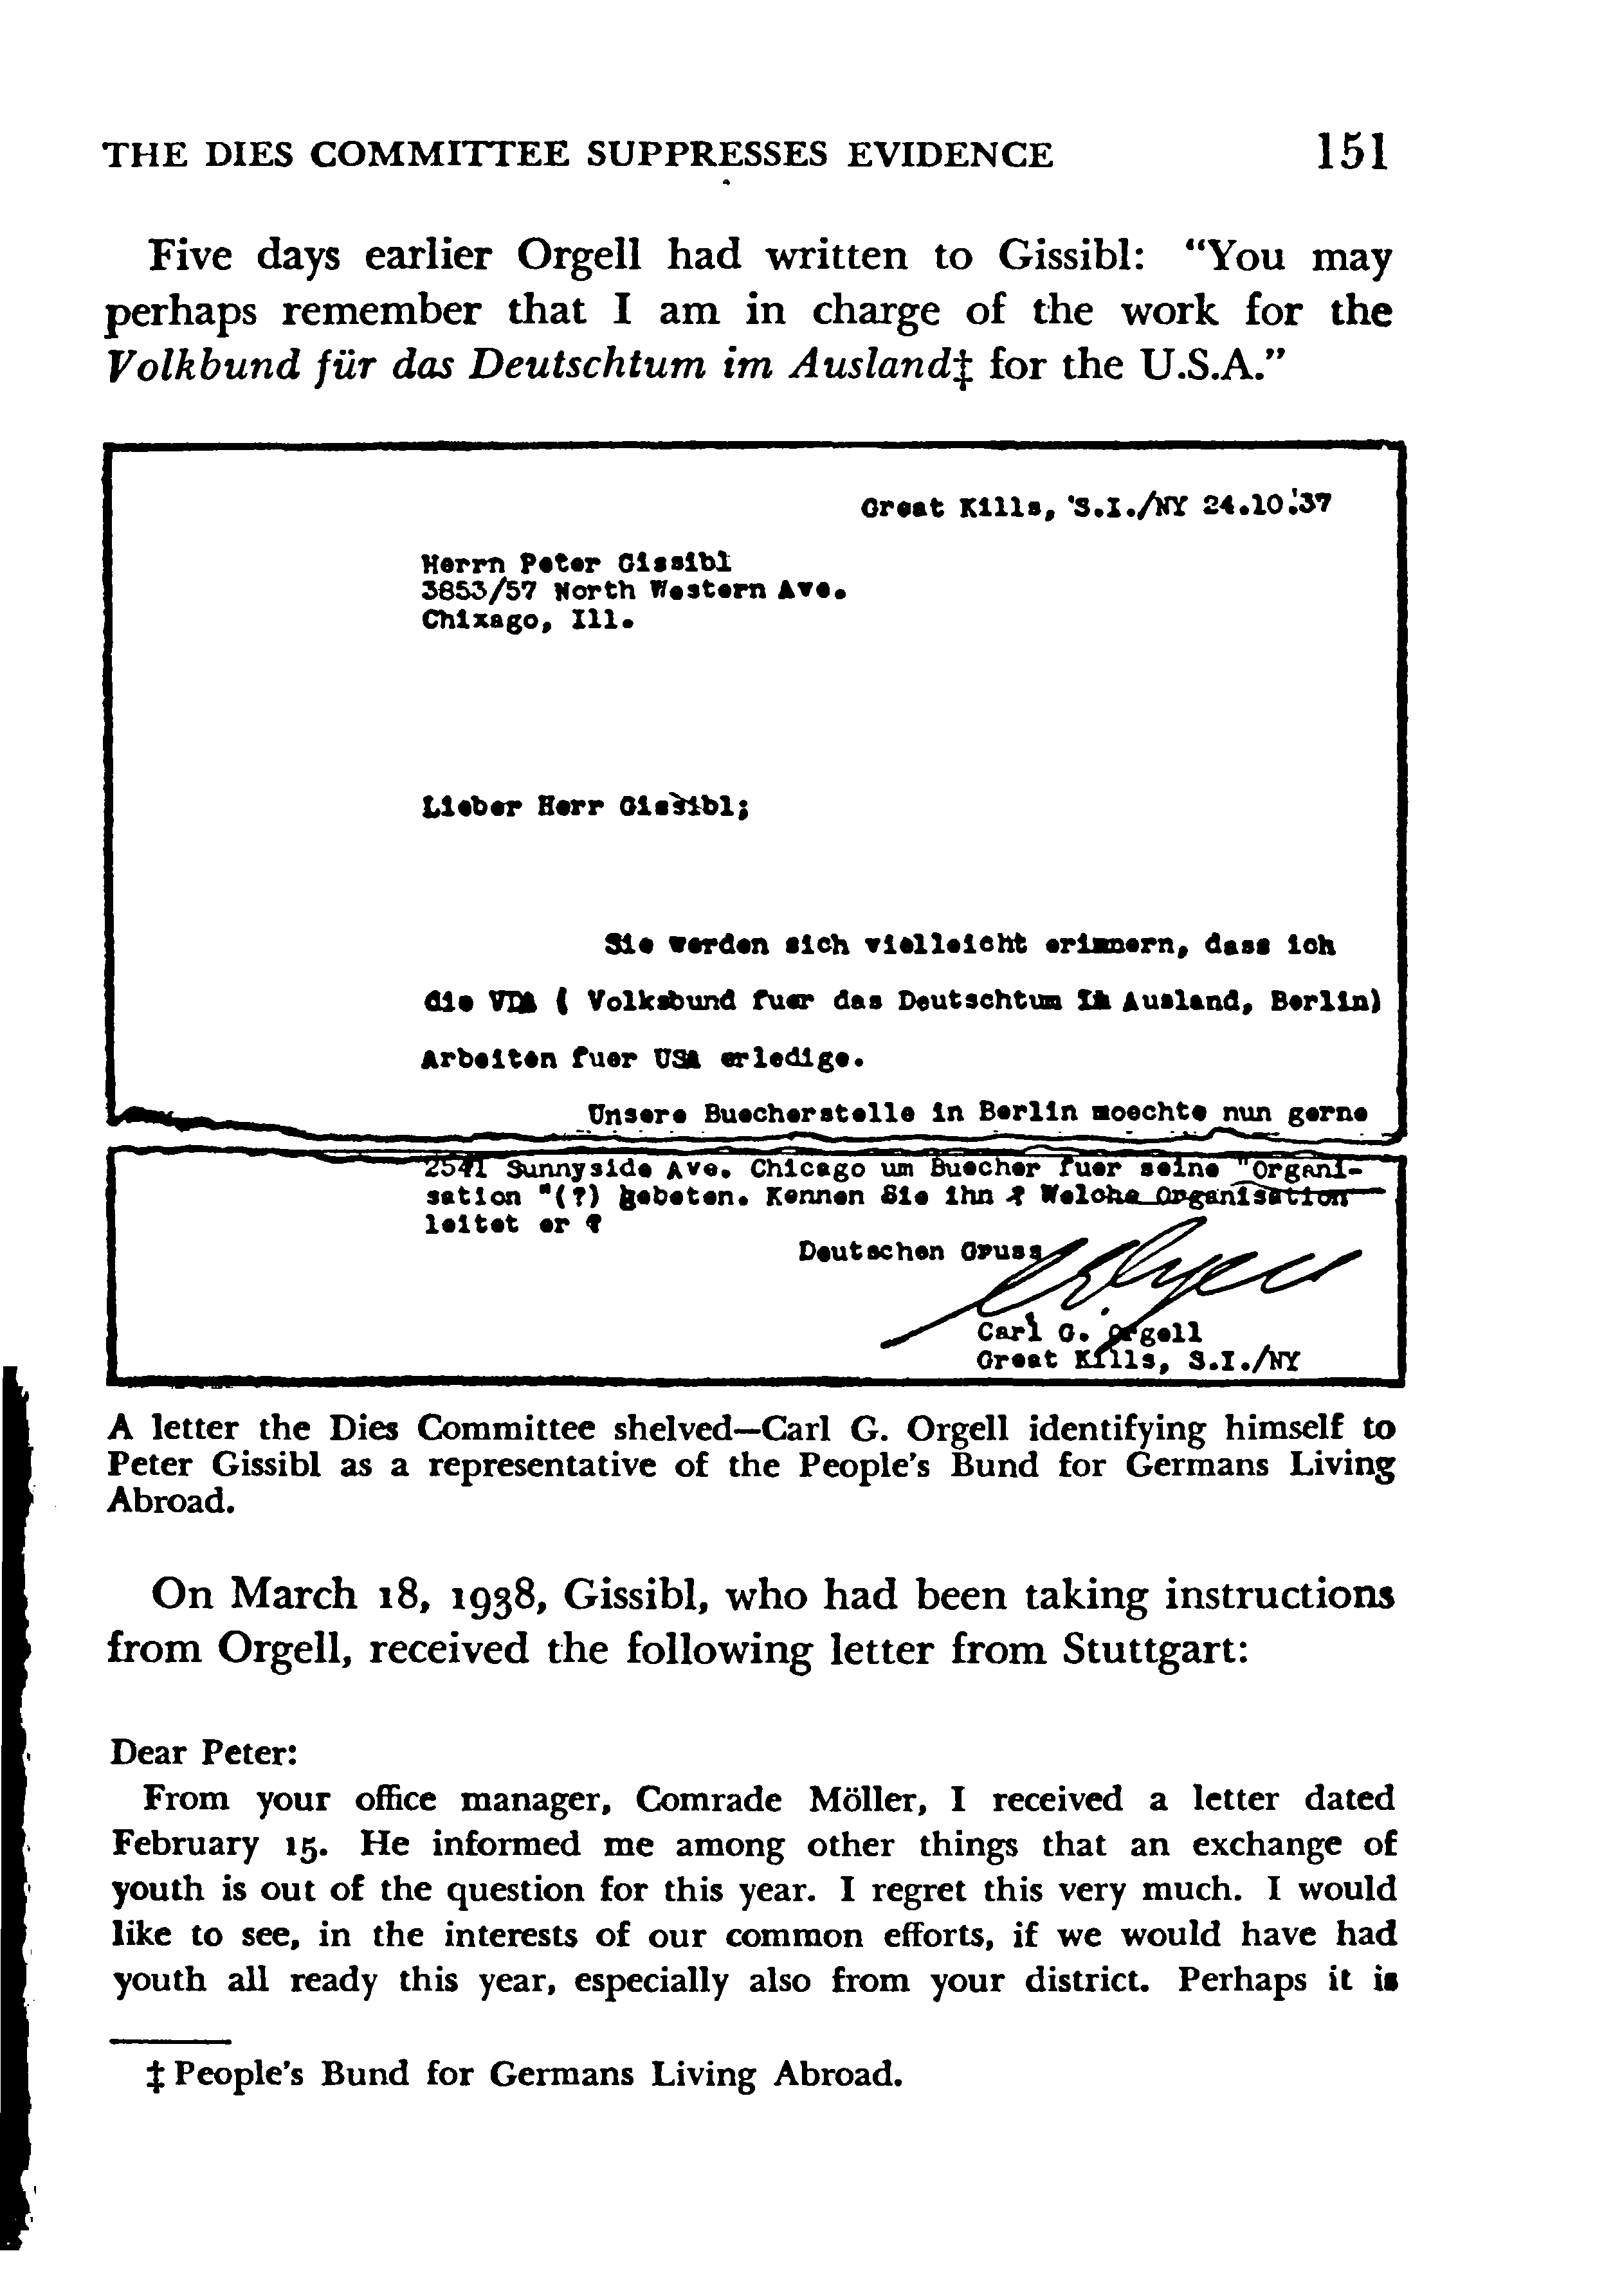 THE DIES COMMITTEE SUPPRESSES EVIDENCE 151
Five days earlier Orgell had written to Gissibl: “You may
perhaps remember that I am in charge of the work for the
Volkbund für das Deutschtum im Ausland‡ for the U.S.A.”
Great Kills, S.I./NY 24.10.'37
Herrn Peter Gissibl
3853/57 North Western Ave.
Chixago, Ill.
Lieber Herr Gissibl;
Sie werden sich vielleicht erinnern, dass ich
die VDA ( Volksbund fuer das Deutschtum im Ausland, Berlin)
Arbeiten fuer USA erledige.
Unsere Buecherstelle in Berlin moechte nun gerne
2541 Sunnyside Ave. Chicago um Buecher fuer seine "Organi-
sation "(?) gebeten. Kennen Sie ihn ? Welche Organisation
leitet er ?
Deutschen Gruss
Carl G. Orgell
Great Kills, S.I./NY
A letter the Dies Committee shelved—Carl G. Orgell identifying himself to
Peter Gissibl as a representative of the People's Bund for Germans Living
Abroad.
On March 18, 1938, Gissibl, who had been taking instructions
from Orgell, received the following letter from Stuttgart:
Dear Peter:
From your office manager, Comrade Möller, I received a letter dated
February 15. He informed me among other things that an exchange of
youth is out of the question for this year. I regret this very much. I would
like to see, in the interests of our common efforts, if we would have had
youth all ready this year, especially also from your district. Perhaps it is
‡ People's Bund for Germans Living Abroad.